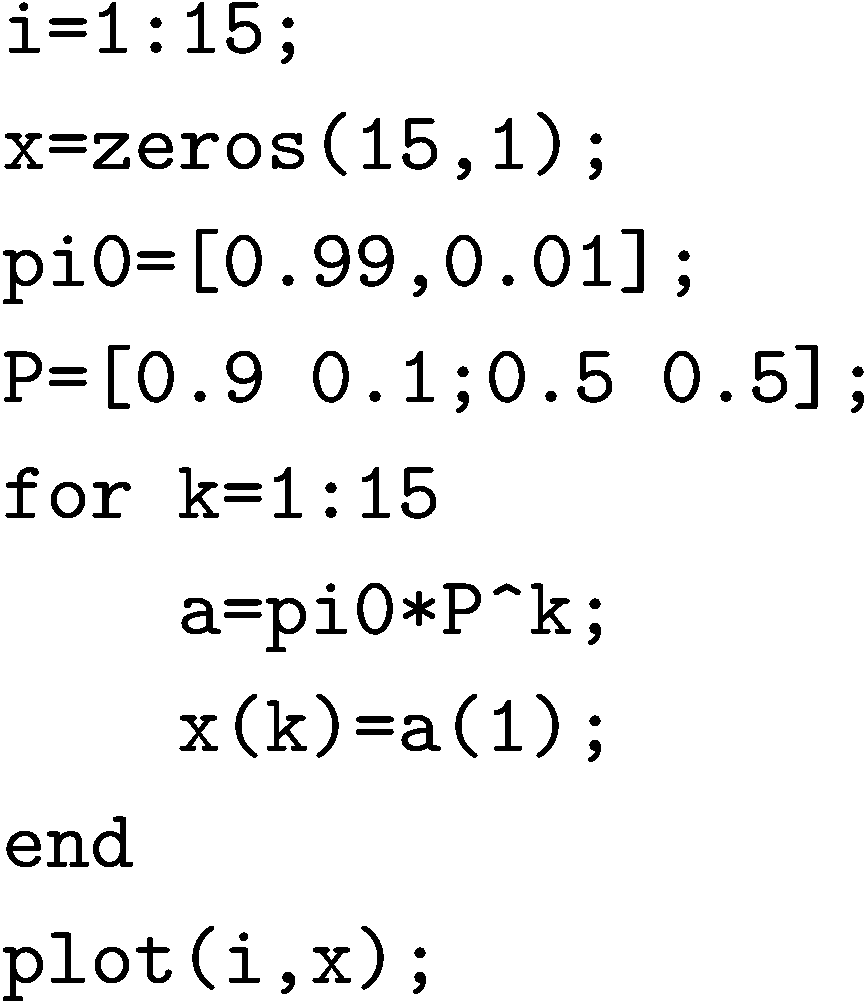 i=1:15;
x=zeros(15,1);
pi0=[0.99,0.01];
P=[0.9 0.1;0.5 0.5];
for k=1:15
    a=pi0*P^k;
    x(k)=a(1);
end
plot(i,x);